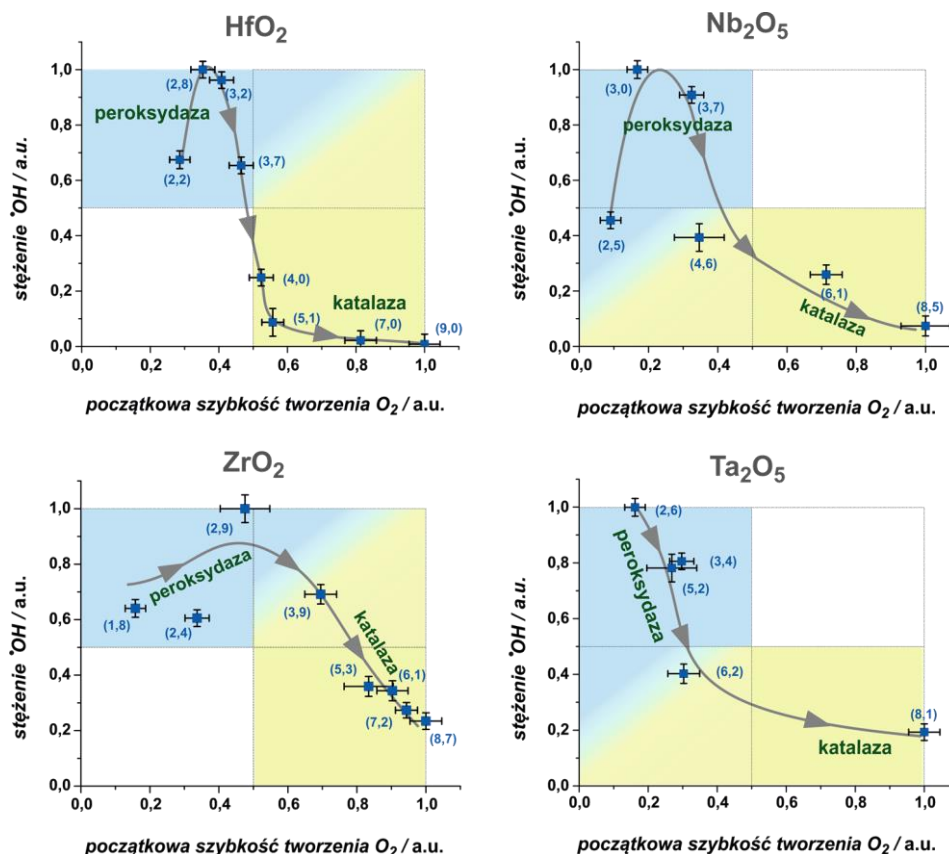 HfO2
1,0
0,8
0,6
0,4
0,2
0,0
0,0 0,2 0,4 0,6 0,8 1,0
stężenie •OH / a.u.
początkowa szybkość tworzenia O2 / a.u.
peroksydaza
katalaza
(2,8)
(3,2)
(2,2)
(3,7)
(4,0)
(5,1)
(7,0)
(9,0)
Nb2O5
1,0
0,8
0,6
0,4
0,2
0,0
0,0 0,2 0,4 0,6 0,8 1,0
stężenie •OH / a.u.
początkowa szybkość tworzenia O2 / a.u.
(3,0)
(3,7)
peroksydaza
(2,5)
(4,6)
(6,1)
katalaza
(8,5)
ZrO2
1,0
0,8
0,6
0,4
0,2
0,0
0,0 0,2 0,4 0,6 0,8 1,0
stężenie •OH / a.u.
początkowa szybkość tworzenia O2 / a.u.
(2,9)
peroksydaza
(1,8)
(2,4)
(3,9)
katalaza
(5,3)
(6,1)
(7,2)
(8,7)
Ta2O5
1,0
0,8
0,6
0,4
0,2
0,0
0,0 0,2 0,4 0,6 0,8 1,0
stężenie •OH / a.u.
początkowa szybkość tworzenia O2 / a.u.
(2,6)
peroksydaza
(3,4)
(5,2)
(6,2)
(8,1)
katalaza